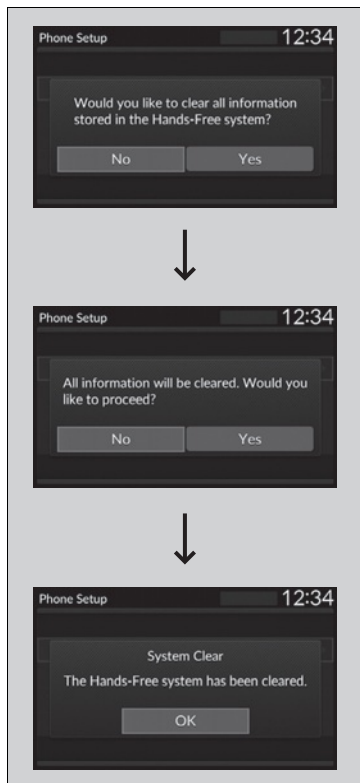 Phone Setup 12:34
Would you like to clear all information
stored in the Hands-Free system?
No Yes
Phone Setup 12:34
All information will be cleared. Would you
like to proceed?
No Yes
Phone Setup 12:34
System Clear
The Hands-Free system has been cleared.
OK